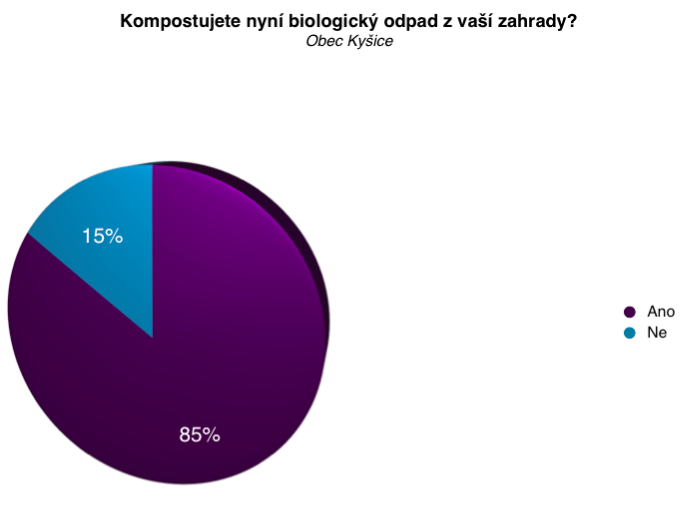 Kompostujete nyní biologický odpad z vaší zahrady?
Obec Kyšice
15%
85%
Ano
Ne